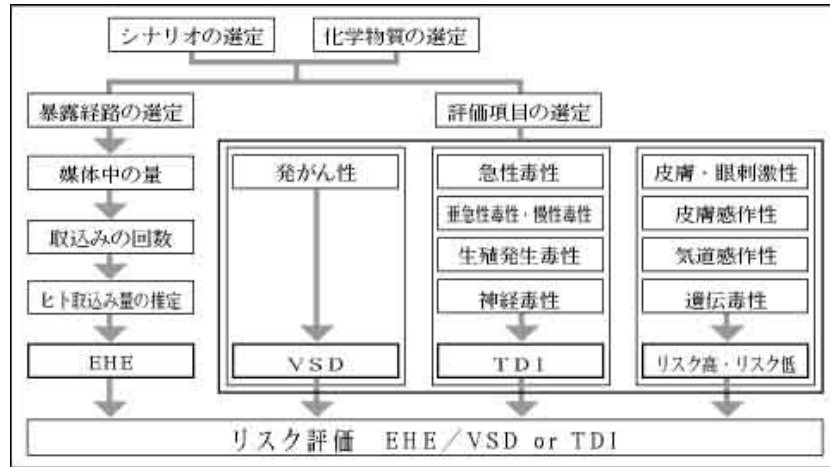 シナリオの選定
化学物質の選定
暴露経路の選定
評価項目の選定
媒体中の量
取込みの回数
ヒト取込み量の推定
EHE
発がん性
VSD
急性毒性
亜急性毒性・慢性毒性
生殖発生毒性
神経毒性
TDI
皮膚・眼刺激性
皮膚感作性
気道感作性
遺伝毒性
リスク高・リスク低
リスク評価 EHE／VSD or TDI